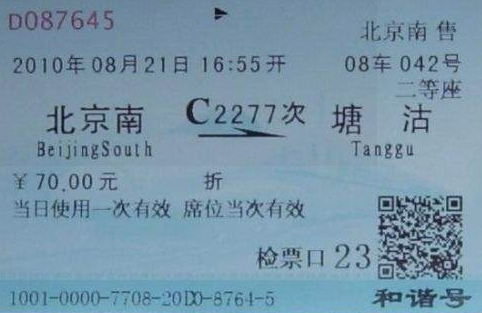 D087645
北京南 售
2010年08月21日 16:55开 08车 042号
二等座
北京南 C2277次 塘 沽
BeijingSouth Tanggu
￥70.00元 折
当日使用一次有效 席位当次有效
检票口 23
1001-0000-7708-20D0-8764-5 和谐号